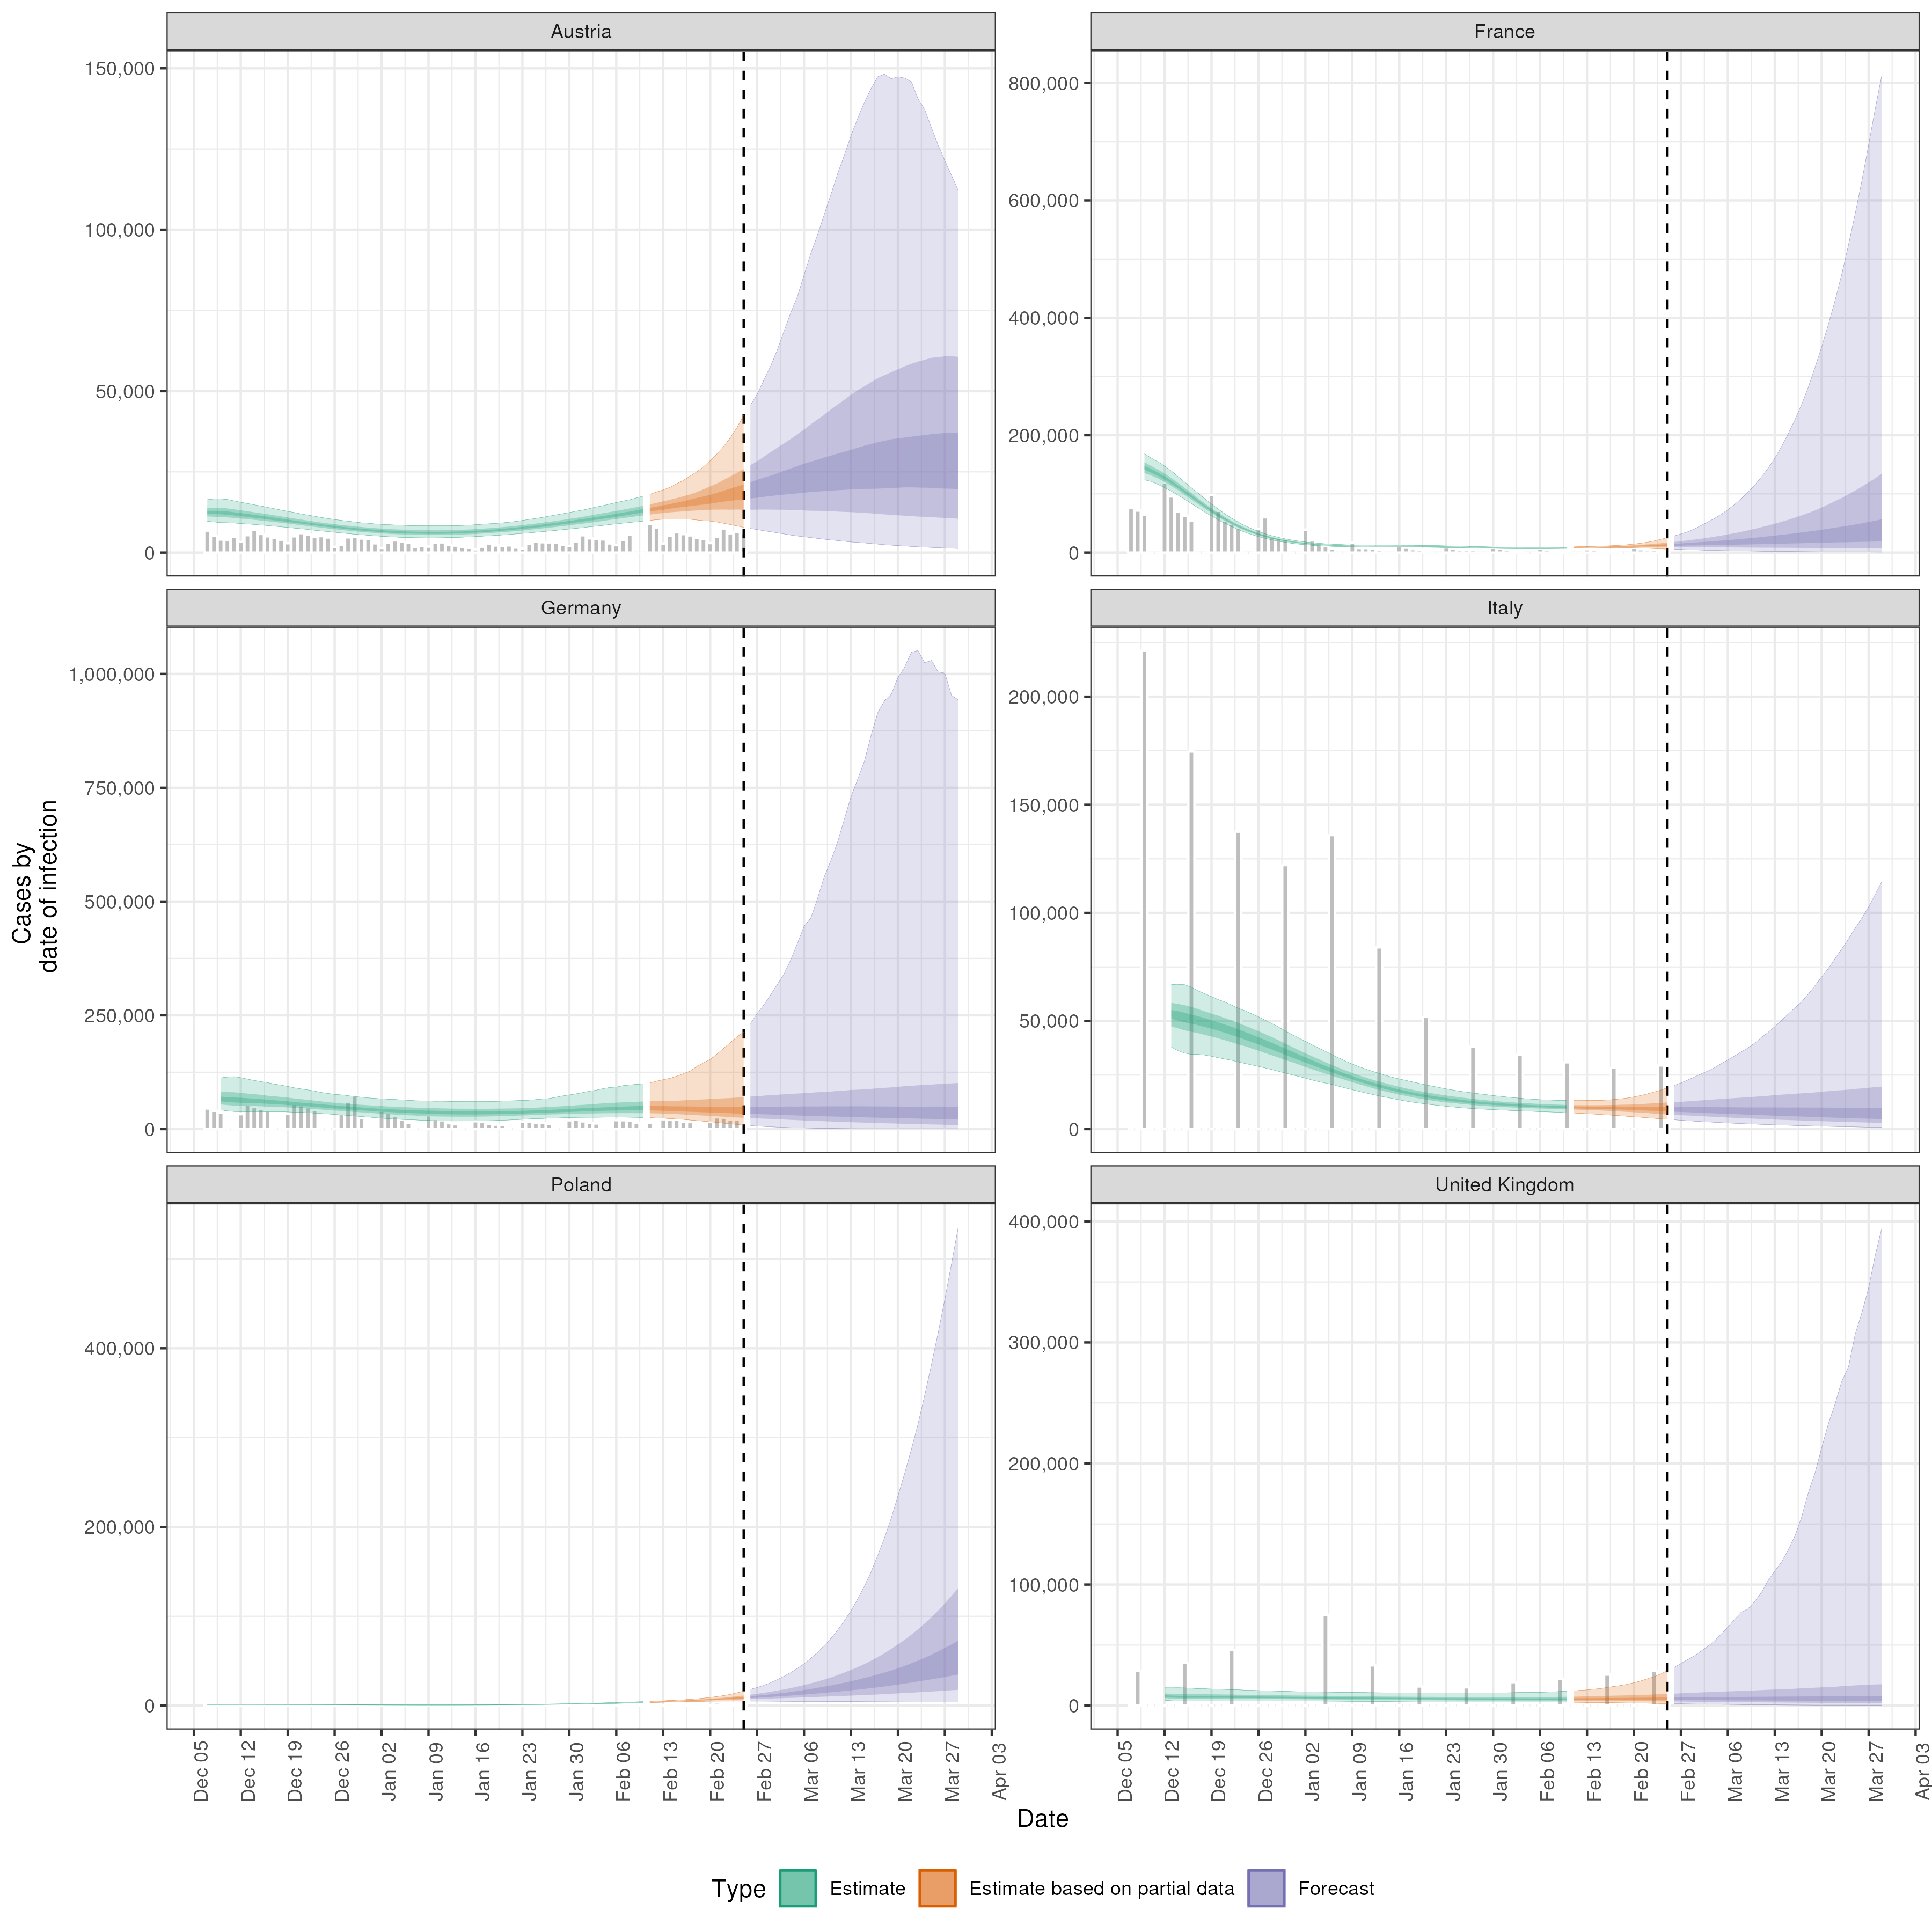 Austria
France
150,000
100,000
50,000
0
800,000
600,000
400,000
200,000
0
Germany
Italy
1,000,000
750,000
500,000
250,000
0
200,000
150,000
100,000
50,000
0
Cases by
date of infection
Poland
United Kingdom
400,000
200,000
0
400,000
300,000
200,000
100,000
0
Dec 05 Dec 12 Dec 19 Dec 26 Jan 02 Jan 09 Jan 16 Jan 23 Jan 30 Feb 06 Feb 13 Feb 20 Feb 27 Mar 06 Mar 13 Mar 20 Mar 27 Apr 03
Dec 05 Dec 12 Dec 19 Dec 26 Jan 02 Jan 09 Jan 16 Jan 23 Jan 30 Feb 06 Feb 13 Feb 20 Feb 27 Mar 06 Mar 13 Mar 20 Mar 27 Apr 03
Date
Type Estimate Estimate based on partial data Forecast